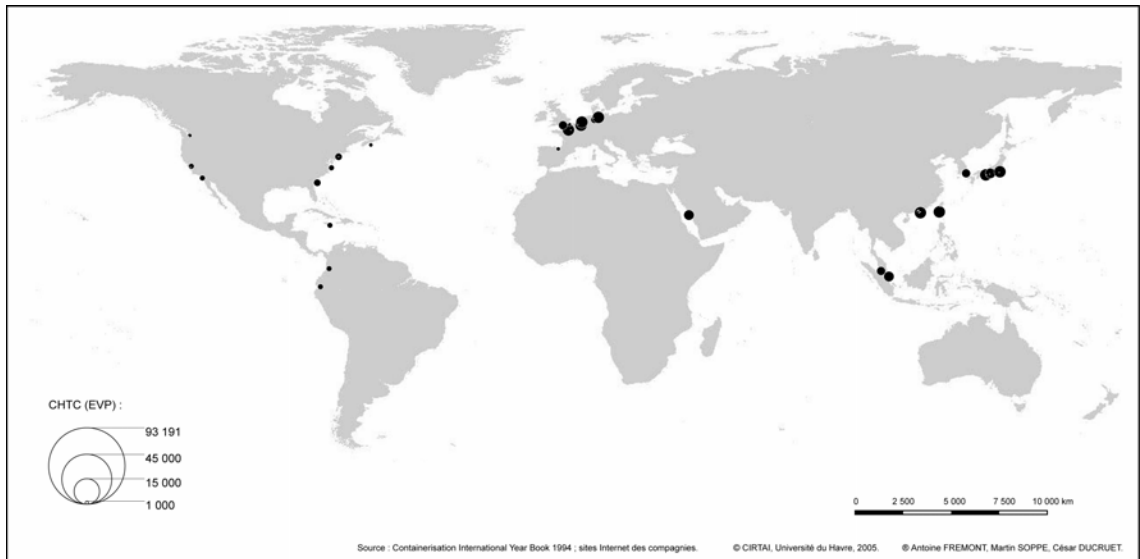 CHTC (EVP) :
93 191
45 000
15 000
1 000
0 2 500 5 000 7 500 10 000 km
Source : Containerisation International Year Book 1994 ; sites Internet des compagnies. © CIRTAI, Université du Havre, 2005. ® Antoine FREMONT, Martin SOPPE, César DUCRUET.